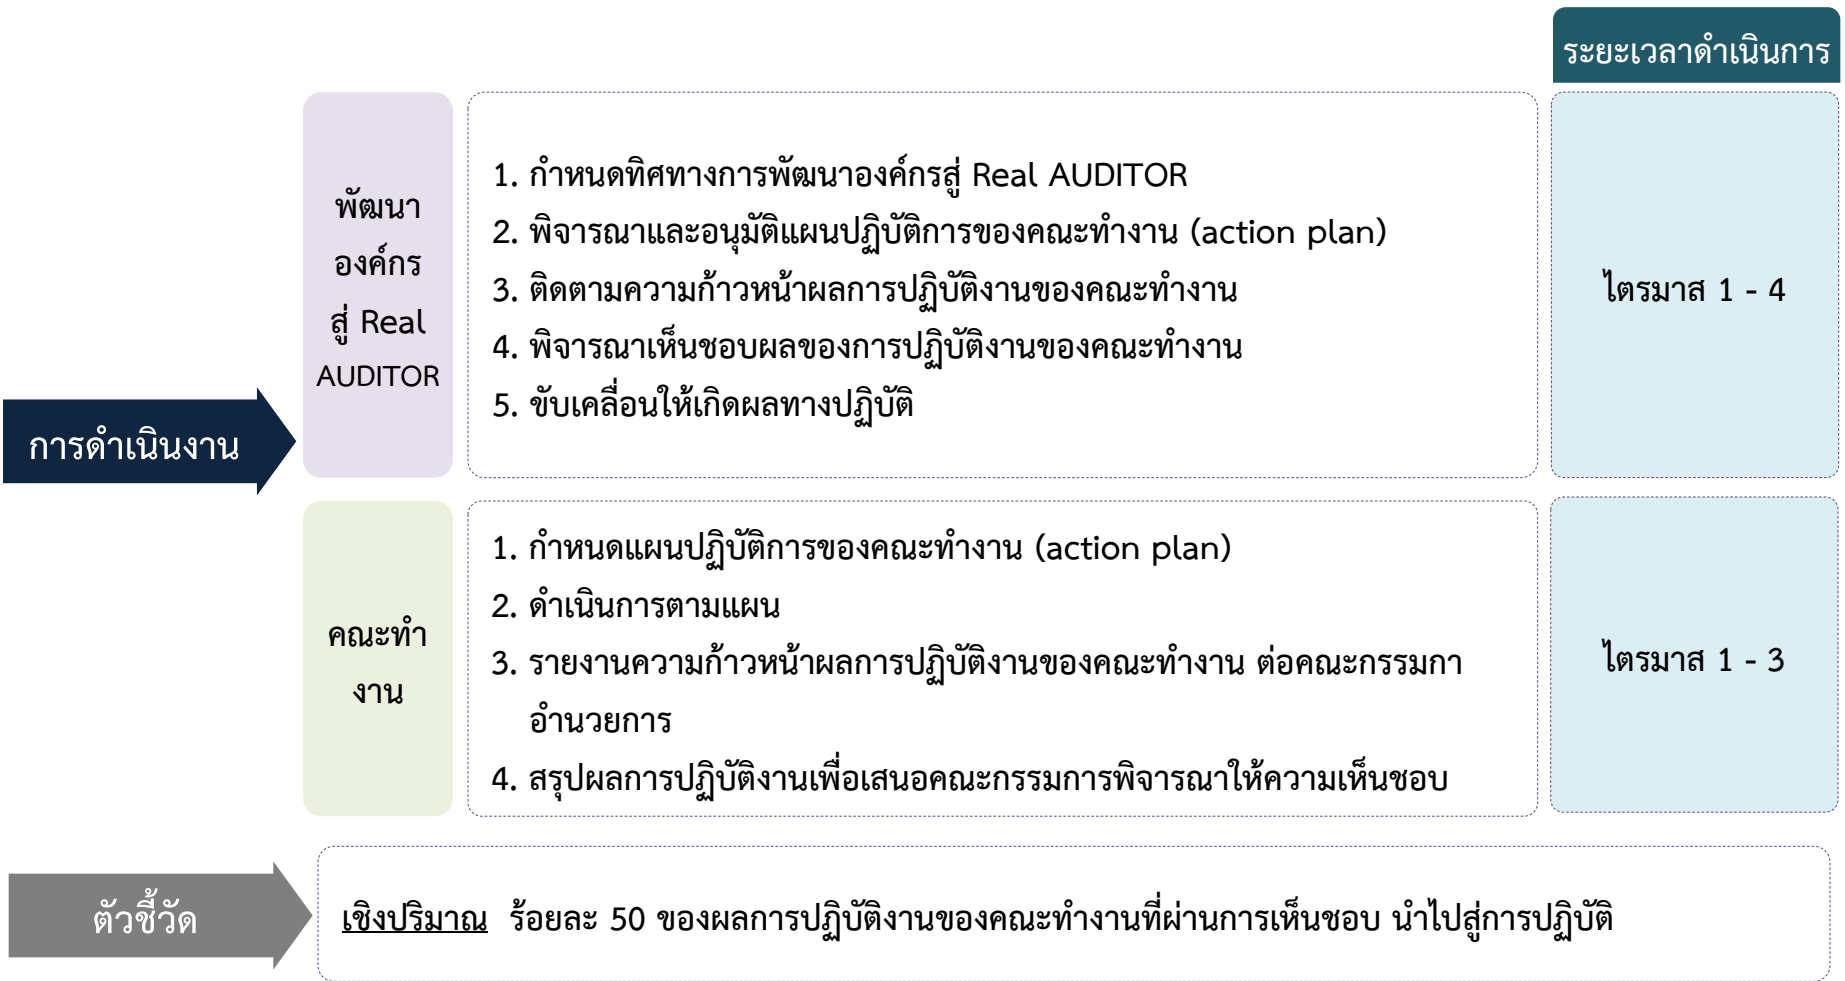 ระยะเวลาดำเนินการ
การดำเนินงาน
พัฒนา
องค์กร
สู่ Real
AUDITOR
1. กำหนดทิศทางการพัฒนาองค์กรสู่ Real AUDITOR
2. พิจารณาและอนุมัติแผนปฏิบัติการของคณะทำงาน (action plan)
3. ติดตามความก้าวหน้าผลการปฏิบัติงานของคณะทำงาน
4. พิจารณาเห็นชอบผลของการปฏิบัติงานของคณะทำงาน
5. ขับเคลื่อนให้เกิดผลทางปฏิบัติ
ไตรมาส 1 - 4
คณะทำ
งาน
1. กำหนดแผนปฏิบัติการของคณะทำงาน (action plan)
2. ดำเนินการตามแผน
3. รายงานความก้าวหน้าผลการปฏิบัติงานของคณะทำงาน ต่อคณะกรรมกา
อำนวยการ
4. สรุปผลการปฏิบัติงานเพื่อเสนอคณะกรรมการพิจารณาให้ความเห็นชอบ
ไตรมาส 1 - 3
ตัวชี้วัด
เชิงปริมาณ ร้อยละ 50 ของผลการปฏิบัติงานของคณะทำงานที่ผ่านการเห็นชอบ นำไปสู่การปฏิบัติ